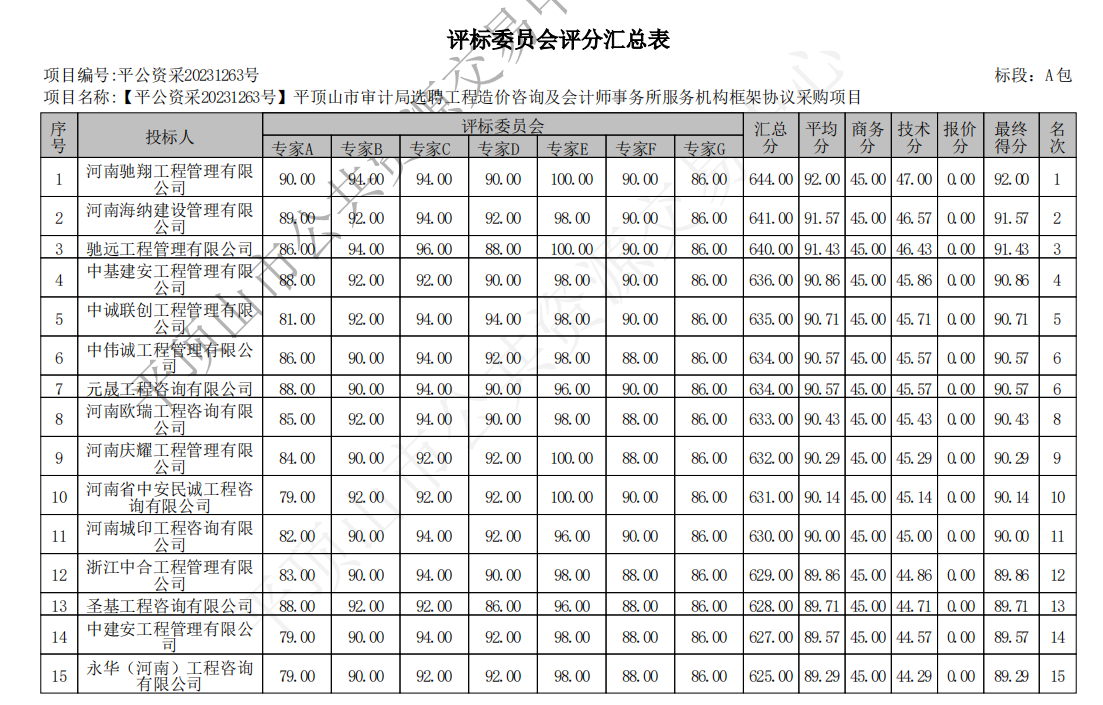 评标委员会评分汇总表
项目编号:平公资采20231263号 标段：A包
项目名称:【平公资采20231263号】平顶山市审计局选聘工程造价咨询及会计师事务所服务机构框架协议采购项目
序号 投标人 评标委员会 汇总分 平均分 商务分 技术分 报价分 最终得分 名次
专家A 专家B 专家C 专家D 专家E 专家F 专家G
1 河南驰翔工程管理有限公司 90.00 94.00 94.00 90.00 100.00 90.00 86.00 644.00 92.00 45.00 47.00 0.00 92.00 1
2 河南海纳建设管理有限公司 89.00 92.00 94.00 92.00 98.00 90.00 86.00 641.00 91.57 45.00 46.57 0.00 91.57 2
3 驰远工程管理有限公司 86.00 94.00 96.00 88.00 100.00 90.00 86.00 640.00 91.43 45.00 46.43 0.00 91.43 3
4 中基建安工程管理有限公司 88.00 92.00 92.00 90.00 98.00 90.00 86.00 636.00 90.86 45.00 45.86 0.00 90.86 4
5 中诚联创工程管理有限公司 81.00 92.00 94.00 94.00 98.00 90.00 86.00 635.00 90.71 45.00 45.71 0.00 90.71 5
6 中伟诚工程管理有限公司 86.00 90.00 94.00 92.00 98.00 88.00 86.00 634.00 90.57 45.00 45.57 0.00 90.57 6
7 元晟工程咨询有限公司 88.00 90.00 94.00 90.00 96.00 90.00 86.00 634.00 90.57 45.00 45.57 0.00 90.57 6
8 河南欧瑞工程咨询有限公司 85.00 92.00 94.00 90.00 98.00 88.00 86.00 633.00 90.43 45.00 45.43 0.00 90.43 8
9 河南庆耀工程管理有限公司 84.00 90.00 92.00 92.00 100.00 88.00 86.00 632.00 90.29 45.00 45.29 0.00 90.29 9
10 河南省中安民诚工程咨询有限公司 79.00 92.00 92.00 92.00 100.00 90.00 86.00 631.00 90.14 45.00 45.14 0.00 90.14 10
11 河南城印工程咨询有限公司 82.00 90.00 94.00 92.00 96.00 90.00 86.00 630.00 90.00 45.00 45.00 0.00 90.00 11
12 浙江中合工程管理有限公司 83.00 90.00 94.00 90.00 98.00 88.00 86.00 629.00 89.86 45.00 44.86 0.00 89.86 12
13 圣基工程咨询有限公司 88.00 92.00 92.00 86.00 96.00 88.00 86.00 628.00 89.71 45.00 44.71 0.00 89.71 13
14 中建安工程管理有限公司 79.00 90.00 94.00 92.00 98.00 88.00 86.00 627.00 89.57 45.00 44.57 0.00 89.57 14
15 永华（河南）工程咨询有限公司 79.00 90.00 92.00 92.00 98.00 88.00 86.00 625.00 89.29 45.00 44.29 0.00 89.29 15
平顶山市公共资源交易中
平顶山市公共资源交易中心